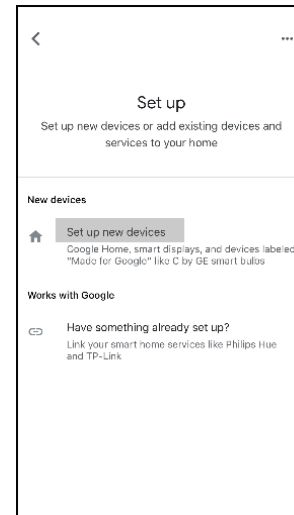 Set up
Set up new devices or add existing devices and
services to your home
New devices
Set up new devices
Google Home, smart displays, and devices labeled
"Made for Google" like C by GE smart bulbs
Works with Google
Have something already set up?
Link your smart home services like Philips Hue
and TP-Link